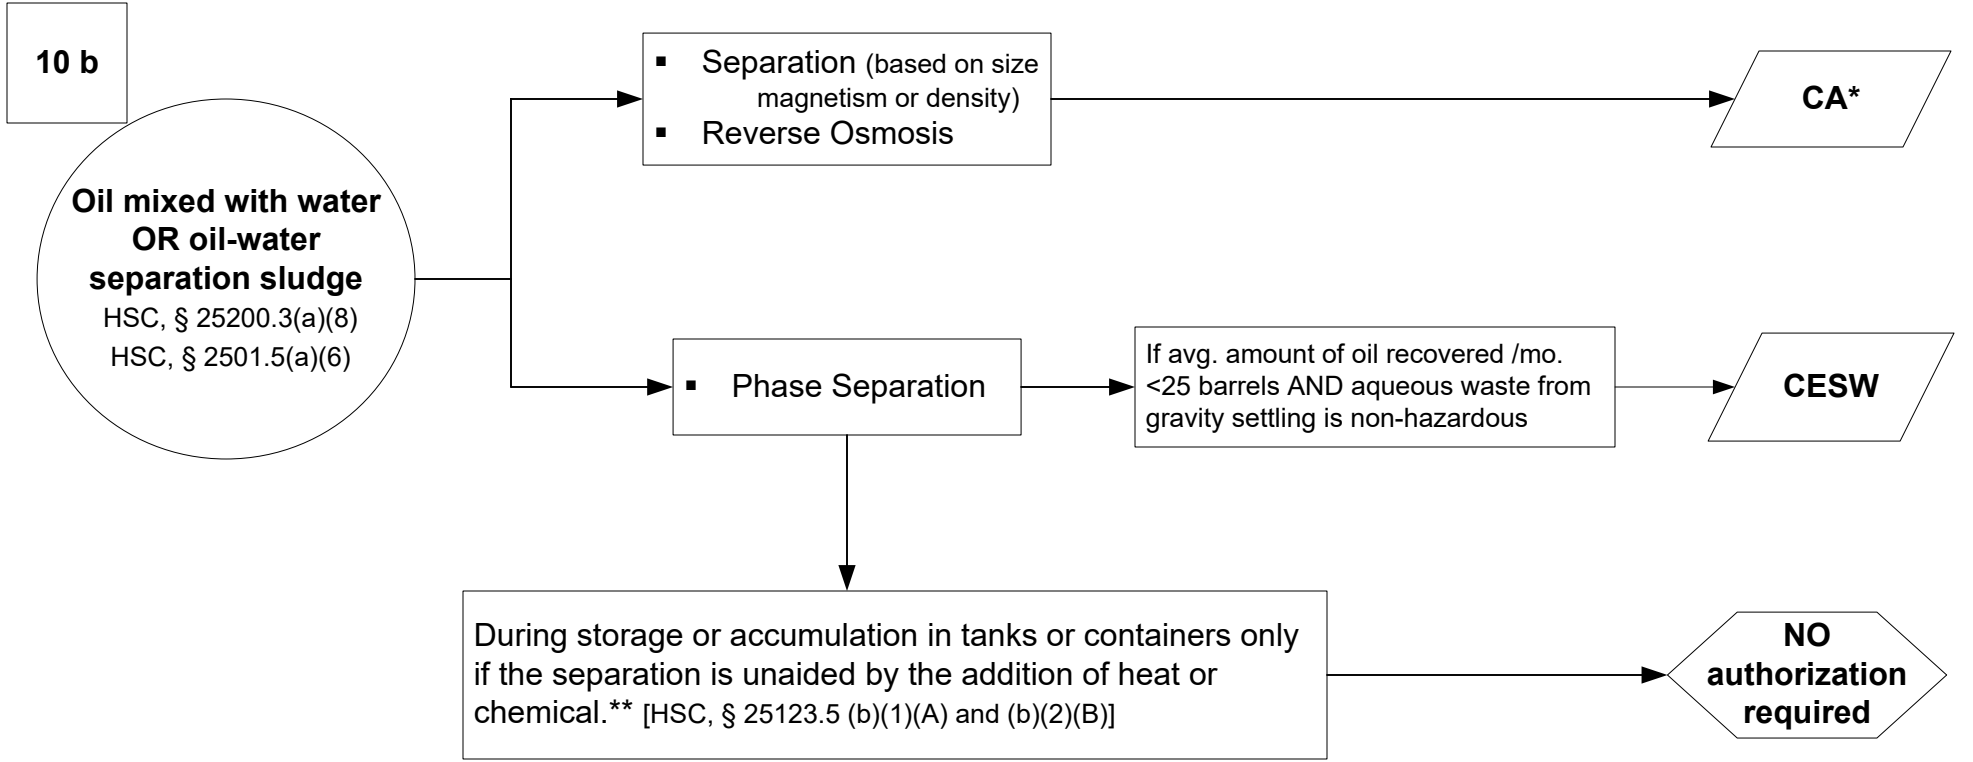 10 b
Oil mixed with water
OR oil-water
separation sludge
HSC, § 25200.3(a)(8)
HSC, § 2501.5(a)(6)
▪ Separation (based on size
magnetism or density)
▪ Reverse Osmosis
CA*
▪ Phase Separation
If avg. amount of oil recovered /mo.
<25 barrels AND aqueous waste from
gravity settling is non-hazardous
CESW
During storage or accumulation in tanks or containers only
if the separation is unaided by the addition of heat or
chemical.** [HSC, § 25123.5 (b)(1)(A) and (b)(2)(B)]
NO
authorization
required